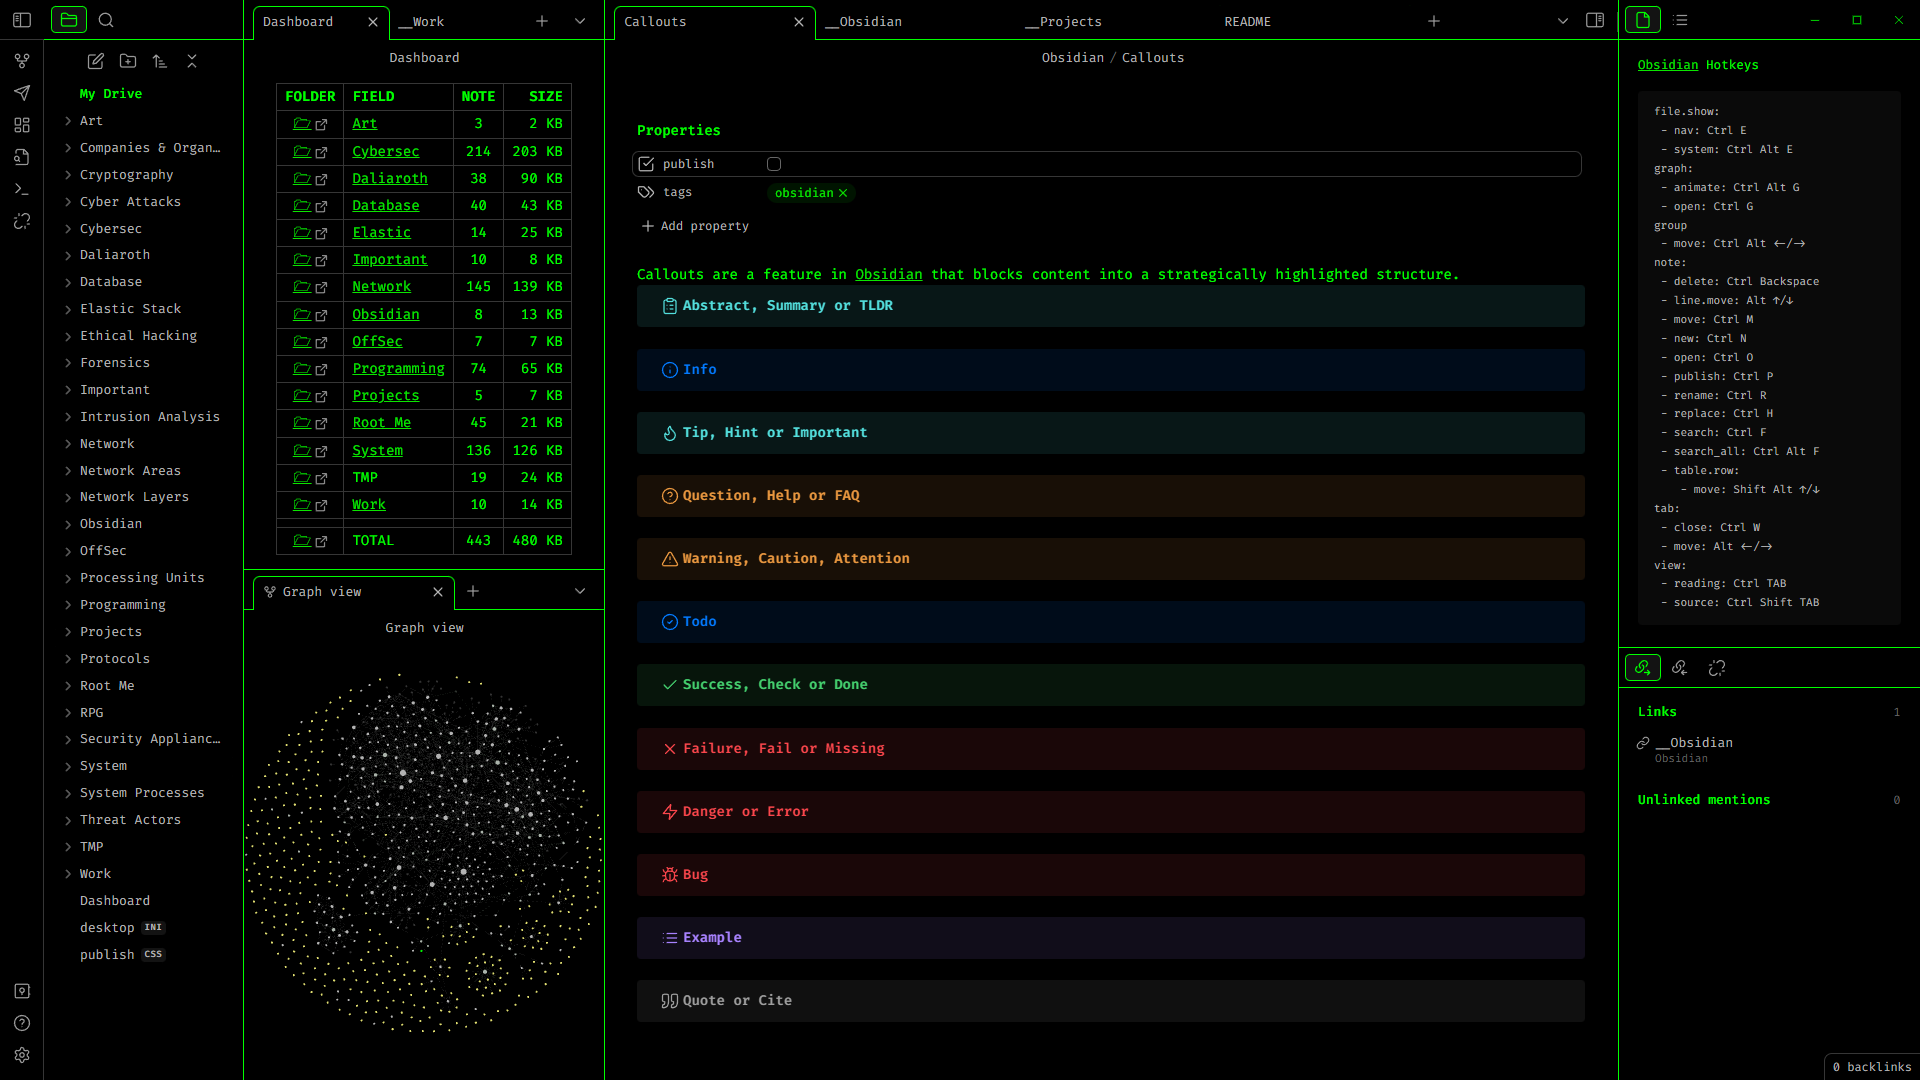 My Drive
Art
Companies & Organ…
Cryptography
Cyber Attacks
Cybersec
Daliaroth
Database
Elastic Stack
Ethical Hacking
Forensics
Important
Intrusion Analysis
Network
Network Areas
Network Layers
Obsidian
OffSec
Processing Units
Programming
Projects
Protocols
Root Me
RPG
Security Applianc…
System
System Processes
Threat Actors
TMP
Work
Dashboard
desktop INI
publish CSS
Dashboard __Work
Dashboard
FOLDER FIELD NOTE SIZE
Art 3 2 KB
Cybersec 214 203 KB
Daliaroth 38 90 KB
Database 40 43 KB
Elastic 14 25 KB
Important 10 8 KB
Network 145 139 KB
Obsidian 8 13 KB
OffSec 7 7 KB
Programming 74 65 KB
Projects 5 7 KB
Root Me 45 21 KB
System 136 126 KB
TMP 19 24 KB
Work 10 14 KB
TOTAL 443 480 KB
Graph view
Graph view
Callouts __Obsidian __Projects README
Obsidian / Callouts
Properties
publish
tags obsidian
Add property
Callouts are a feature in Obsidian that blocks content into a strategically highlighted structure.
Abstract, Summary or TLDR
Info
Tip, Hint or Important
Question, Help or FAQ
Warning, Caution, Attention
Todo
Success, Check or Done
Failure, Fail or Missing
Danger or Error
Bug
Example
Quote or Cite
Obsidian Hotkeys
file.show:
- nav: Ctrl E
- system: Ctrl Alt E
graph:
- animate: Ctrl Alt G
- open: Ctrl G
group
- move: Ctrl Alt <-/->
note:
- delete: Ctrl Backspace
- line.move: Alt ↑/↓
- move: Ctrl M
- new: Ctrl N
- open: Ctrl O
- publish: Ctrl P
- rename: Ctrl R
- replace: Ctrl H
- search: Ctrl F
- search_all: Ctrl Alt F
- table.row:
- move: Shift Alt ↑/↓
tab:
- close: Ctrl W
- move: Alt <-/->
view:
- reading: Ctrl TAB
- source: Ctrl Shift TAB
Links 1
__Obsidian
Obsidian
Unlinked mentions 0
0 backlinks